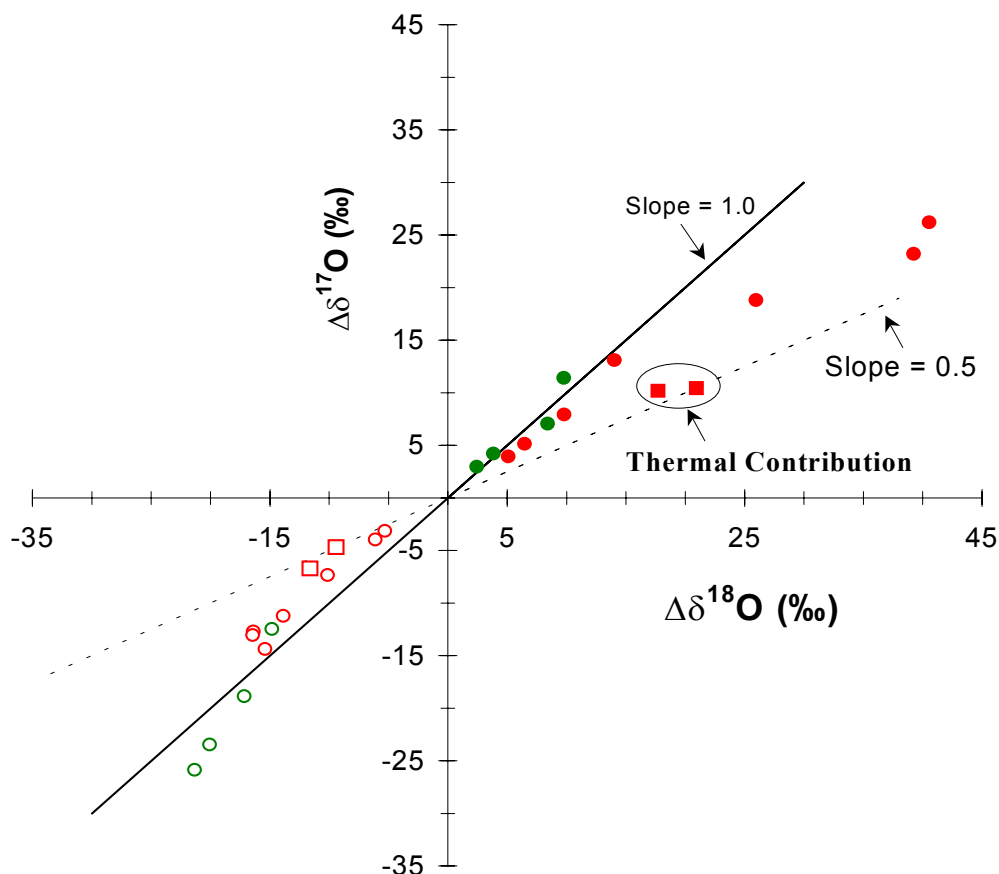 45
35
Slope = 1.0
25
Δδ¹⁷O (‰)
15
Slope = 0.5
5
Thermal Contribution
-35
-15
5
25
45
-5
Δδ¹⁸O (‰)
-15
-25
-35